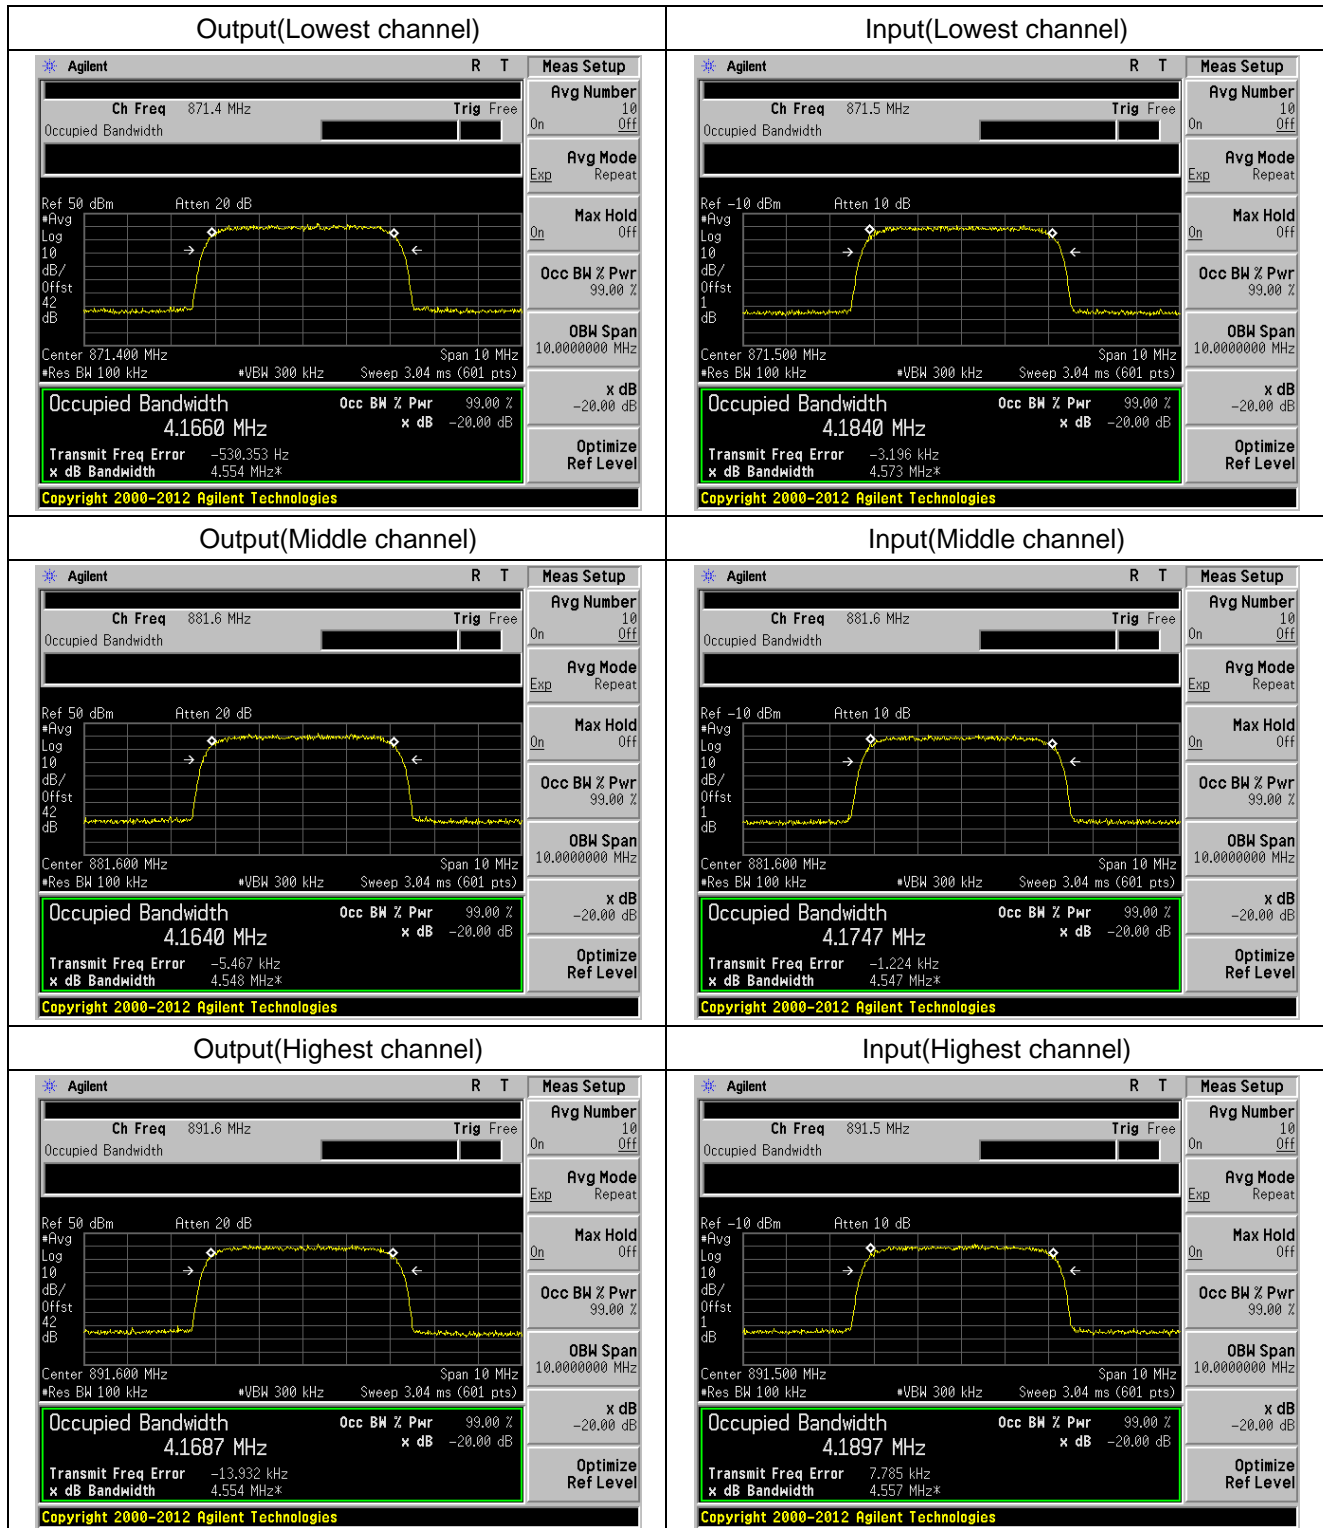 Output(Lowest channel)
Agilent R T
Ch Freq 871.4 MHz Trig Free
Occupied Bandwidth
Ref 50 dBm Atten 20 dB
#Avg
Log
10
dB/
Offst
42
dB
Center 871.400 MHz Span 10 MHz
#Res BW 100 kHz #VBW 300 kHz Sweep 3.04 ms (601 pts)
Occupied Bandwidth Occ BW % Pwr 99.00 %
4.1660 MHz x dB -20.00 dB
Transmit Freq Error -530.353 Hz
x dB Bandwidth 4.554 MHz*
Copyright 2000-2012 Agilent Technologies
Meas Setup
Avg Number
10
On Off
Avg Mode
Exp Repeat
Max Hold
On Off
Occ BW % Pwr
99.00 %
OBW Span
10.0000000 MHz
x dB
-20.00 dB
Optimize
Ref Level
Input(Lowest channel)
Agilent R T
Ch Freq 871.5 MHz Trig Free
Occupied Bandwidth
Ref -10 dBm Atten 10 dB
#Avg
Log
10
dB/
Offst
1
dB
Center 871.500 MHz Span 10 MHz
#Res BW 100 kHz #VBW 300 kHz Sweep 3.04 ms (601 pts)
Occupied Bandwidth Occ BW % Pwr 99.00 %
4.1840 MHz x dB -20.00 dB
Transmit Freq Error -3.196 kHz
x dB Bandwidth 4.573 MHz*
Copyright 2000-2012 Agilent Technologies
Meas Setup
Avg Number
10
On Off
Avg Mode
Exp Repeat
Max Hold
On Off
Occ BW % Pwr
99.00 %
OBW Span
10.0000000 MHz
x dB
-20.00 dB
Optimize
Ref Level
Output(Middle channel)
Agilent R T
Ch Freq 881.6 MHz Trig Free
Occupied Bandwidth
Ref 50 dBm Atten 20 dB
#Avg
Log
10
dB/
Offst
42
dB
Center 881.600 MHz Span 10 MHz
#Res BW 100 kHz #VBW 300 kHz Sweep 3.04 ms (601 pts)
Occupied Bandwidth Occ BW % Pwr 99.00 %
4.1640 MHz x dB -20.00 dB
Transmit Freq Error -5.467 kHz
x dB Bandwidth 4.548 MHz*
Copyright 2000-2012 Agilent Technologies
Meas Setup
Avg Number
10
On Off
Avg Mode
Exp Repeat
Max Hold
On Off
Occ BW % Pwr
99.00 %
OBW Span
10.0000000 MHz
x dB
-20.00 dB
Optimize
Ref Level
Input(Middle channel)
Agilent R T
Ch Freq 881.6 MHz Trig Free
Occupied Bandwidth
Ref -10 dBm Atten 10 dB
#Avg
Log
10
dB/
Offst
1
dB
Center 881.600 MHz Span 10 MHz
#Res BW 100 kHz #VBW 300 kHz Sweep 3.04 ms (601 pts)
Occupied Bandwidth Occ BW % Pwr 99.00 %
4.1747 MHz x dB -20.00 dB
Transmit Freq Error -1.224 kHz
x dB Bandwidth 4.547 MHz*
Copyright 2000-2012 Agilent Technologies
Meas Setup
Avg Number
10
On Off
Avg Mode
Exp Repeat
Max Hold
On Off
Occ BW % Pwr
99.00 %
OBW Span
10.0000000 MHz
x dB
-20.00 dB
Optimize
Ref Level
Output(Highest channel)
Agilent R T
Ch Freq 891.6 MHz Trig Free
Occupied Bandwidth
Ref 50 dBm Atten 20 dB
#Avg
Log
10
dB/
Offst
42
dB
Center 891.600 MHz Span 10 MHz
#Res BW 100 kHz #VBW 300 kHz Sweep 3.04 ms (601 pts)
Occupied Bandwidth Occ BW % Pwr 99.00 %
4.1687 MHz x dB -20.00 dB
Transmit Freq Error -13.932 kHz
x dB Bandwidth 4.554 MHz*
Copyright 2000-2012 Agilent Technologies
Meas Setup
Avg Number
10
On Off
Avg Mode
Exp Repeat
Max Hold
On Off
Occ BW % Pwr
99.00 %
OBW Span
10.0000000 MHz
x dB
-20.00 dB
Optimize
Ref Level
Input(Highest channel)
Agilent R T
Ch Freq 891.5 MHz Trig Free
Occupied Bandwidth
Ref -10 dBm Atten 10 dB
#Avg
Log
10
dB/
Offst
1
dB
Center 891.500 MHz Span 10 MHz
#Res BW 100 kHz #VBW 300 kHz Sweep 3.04 ms (601 pts)
Occupied Bandwidth Occ BW % Pwr 99.00 %
4.1897 MHz x dB -20.00 dB
Transmit Freq Error 7.785 kHz
x dB Bandwidth 4.557 MHz*
Copyright 2000-2012 Agilent Technologies
Meas Setup
Avg Number
10
On Off
Avg Mode
Exp Repeat
Max Hold
On Off
Occ BW % Pwr
99.00 %
OBW Span
10.0000000 MHz
x dB
-20.00 dB
Optimize
Ref Level